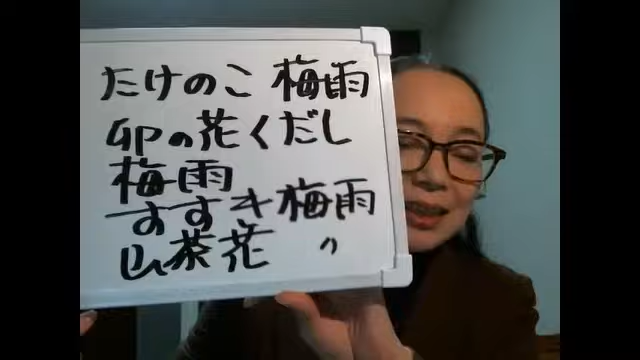 たけのこ 梅雨
卯の花くだし
梅雨
すすき梅雨
山茶花 〃